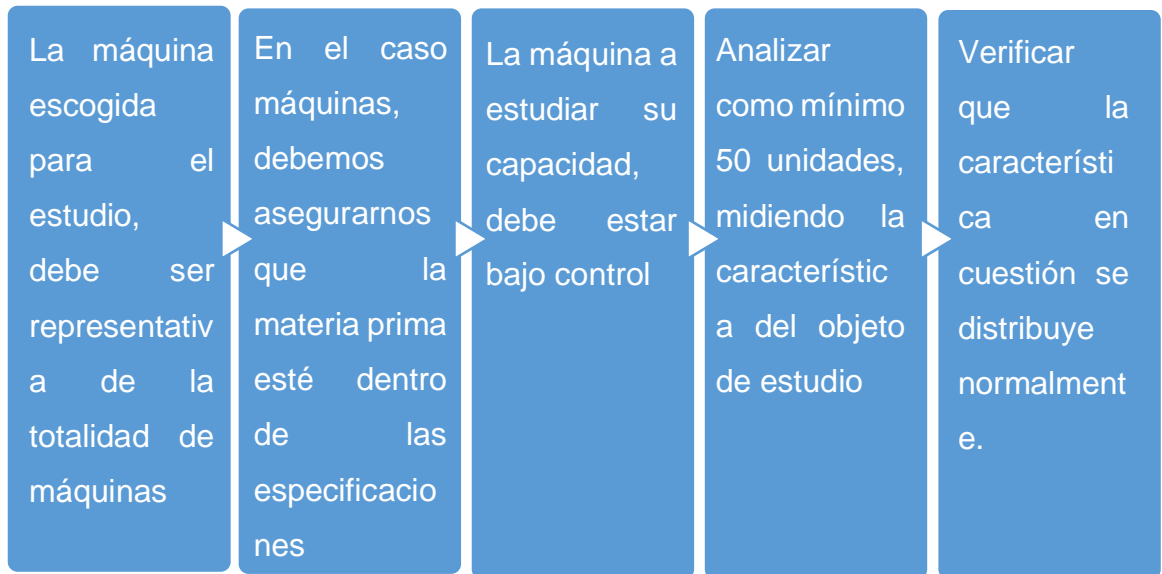 La máquina
escogida
para el
estudio,
debe ser
representativ
a de la
totalidad de
máquinas
En el caso
máquinas,
debemos
asegurarnos
que la
materia prima
esté dentro
de las
especificacio
nes
La máquina a
estudiar su
capacidad,
debe estar
bajo control
Analizar
como mínimo
50 unidades,
midiendo la
característic
a del objeto
de estudio
Verificar
que la
característi
ca en
cuestión se
distribuye
normalment
e.